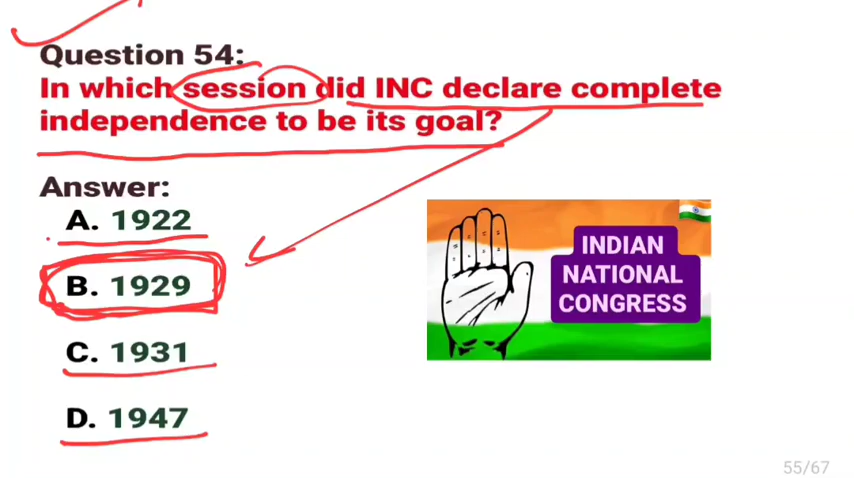 Question 54:
In which session did INC declare complete
independence to be its goal?
Answer:
A. 1922
B. 1929
C. 1931
D. 1947
INDIAN
NATIONAL
CONGRESS
55/67